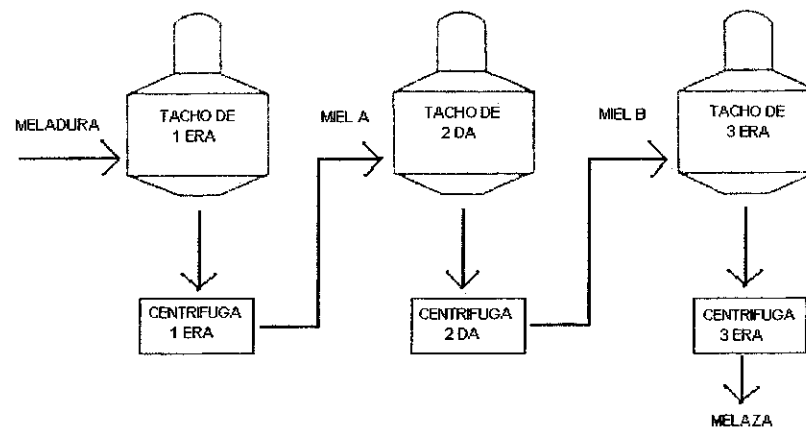 MELADURA
TACHO DE
1 ERA
MIEL A
TACHO DE
2 DA
MIEL B
TACHO DE
3 ERA
CENTRIFUGA
1 ERA
CENTRIFUGA
2 DA
CENTRIFUGA
3 ERA
MELAZA